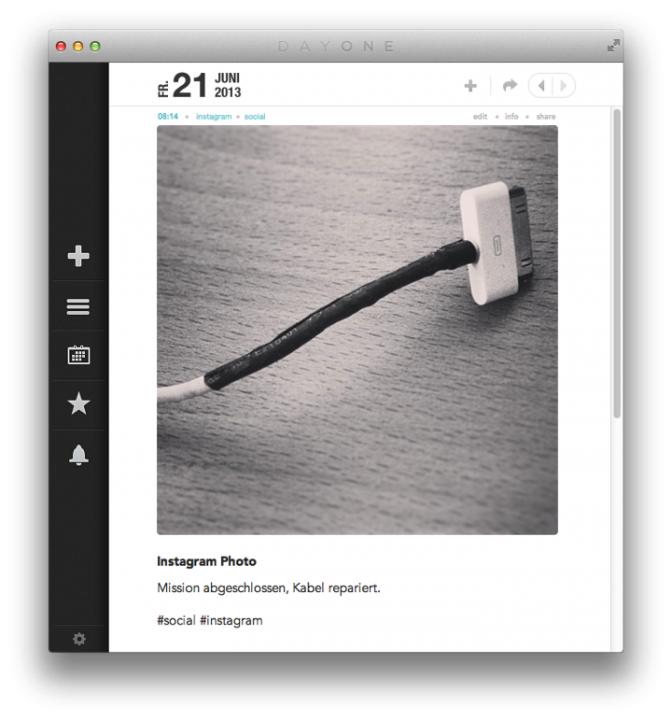 DAYONE
FR. 21 JUNI
2013
08:14 • instagram • social
edit • info • share
Instagram Photo
Mission abgeschlossen, Kabel repariert.
#social #instagram